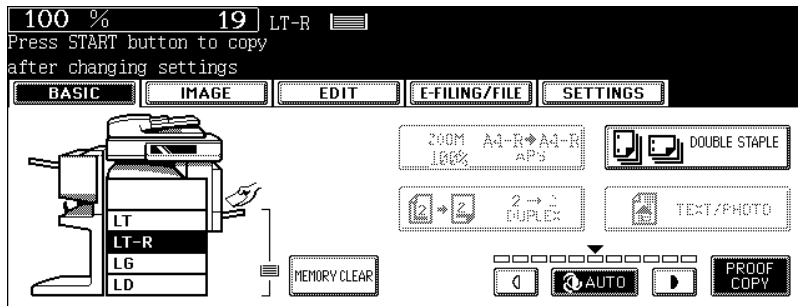 100 % 19 LT-R
Press START button to copy
after changing settings
BASIC IMAGE EDIT E-FILING/FILE SETTINGS
ZOOM A4-R→A4-R
100% APS
DOUBLE STAPLE
2 2 2 → 2
DUPLEX
TEXT/PHOTO
LT
LT-R
LG
LD
MEMORY CLEAR
AUTO
PROOF
COPY